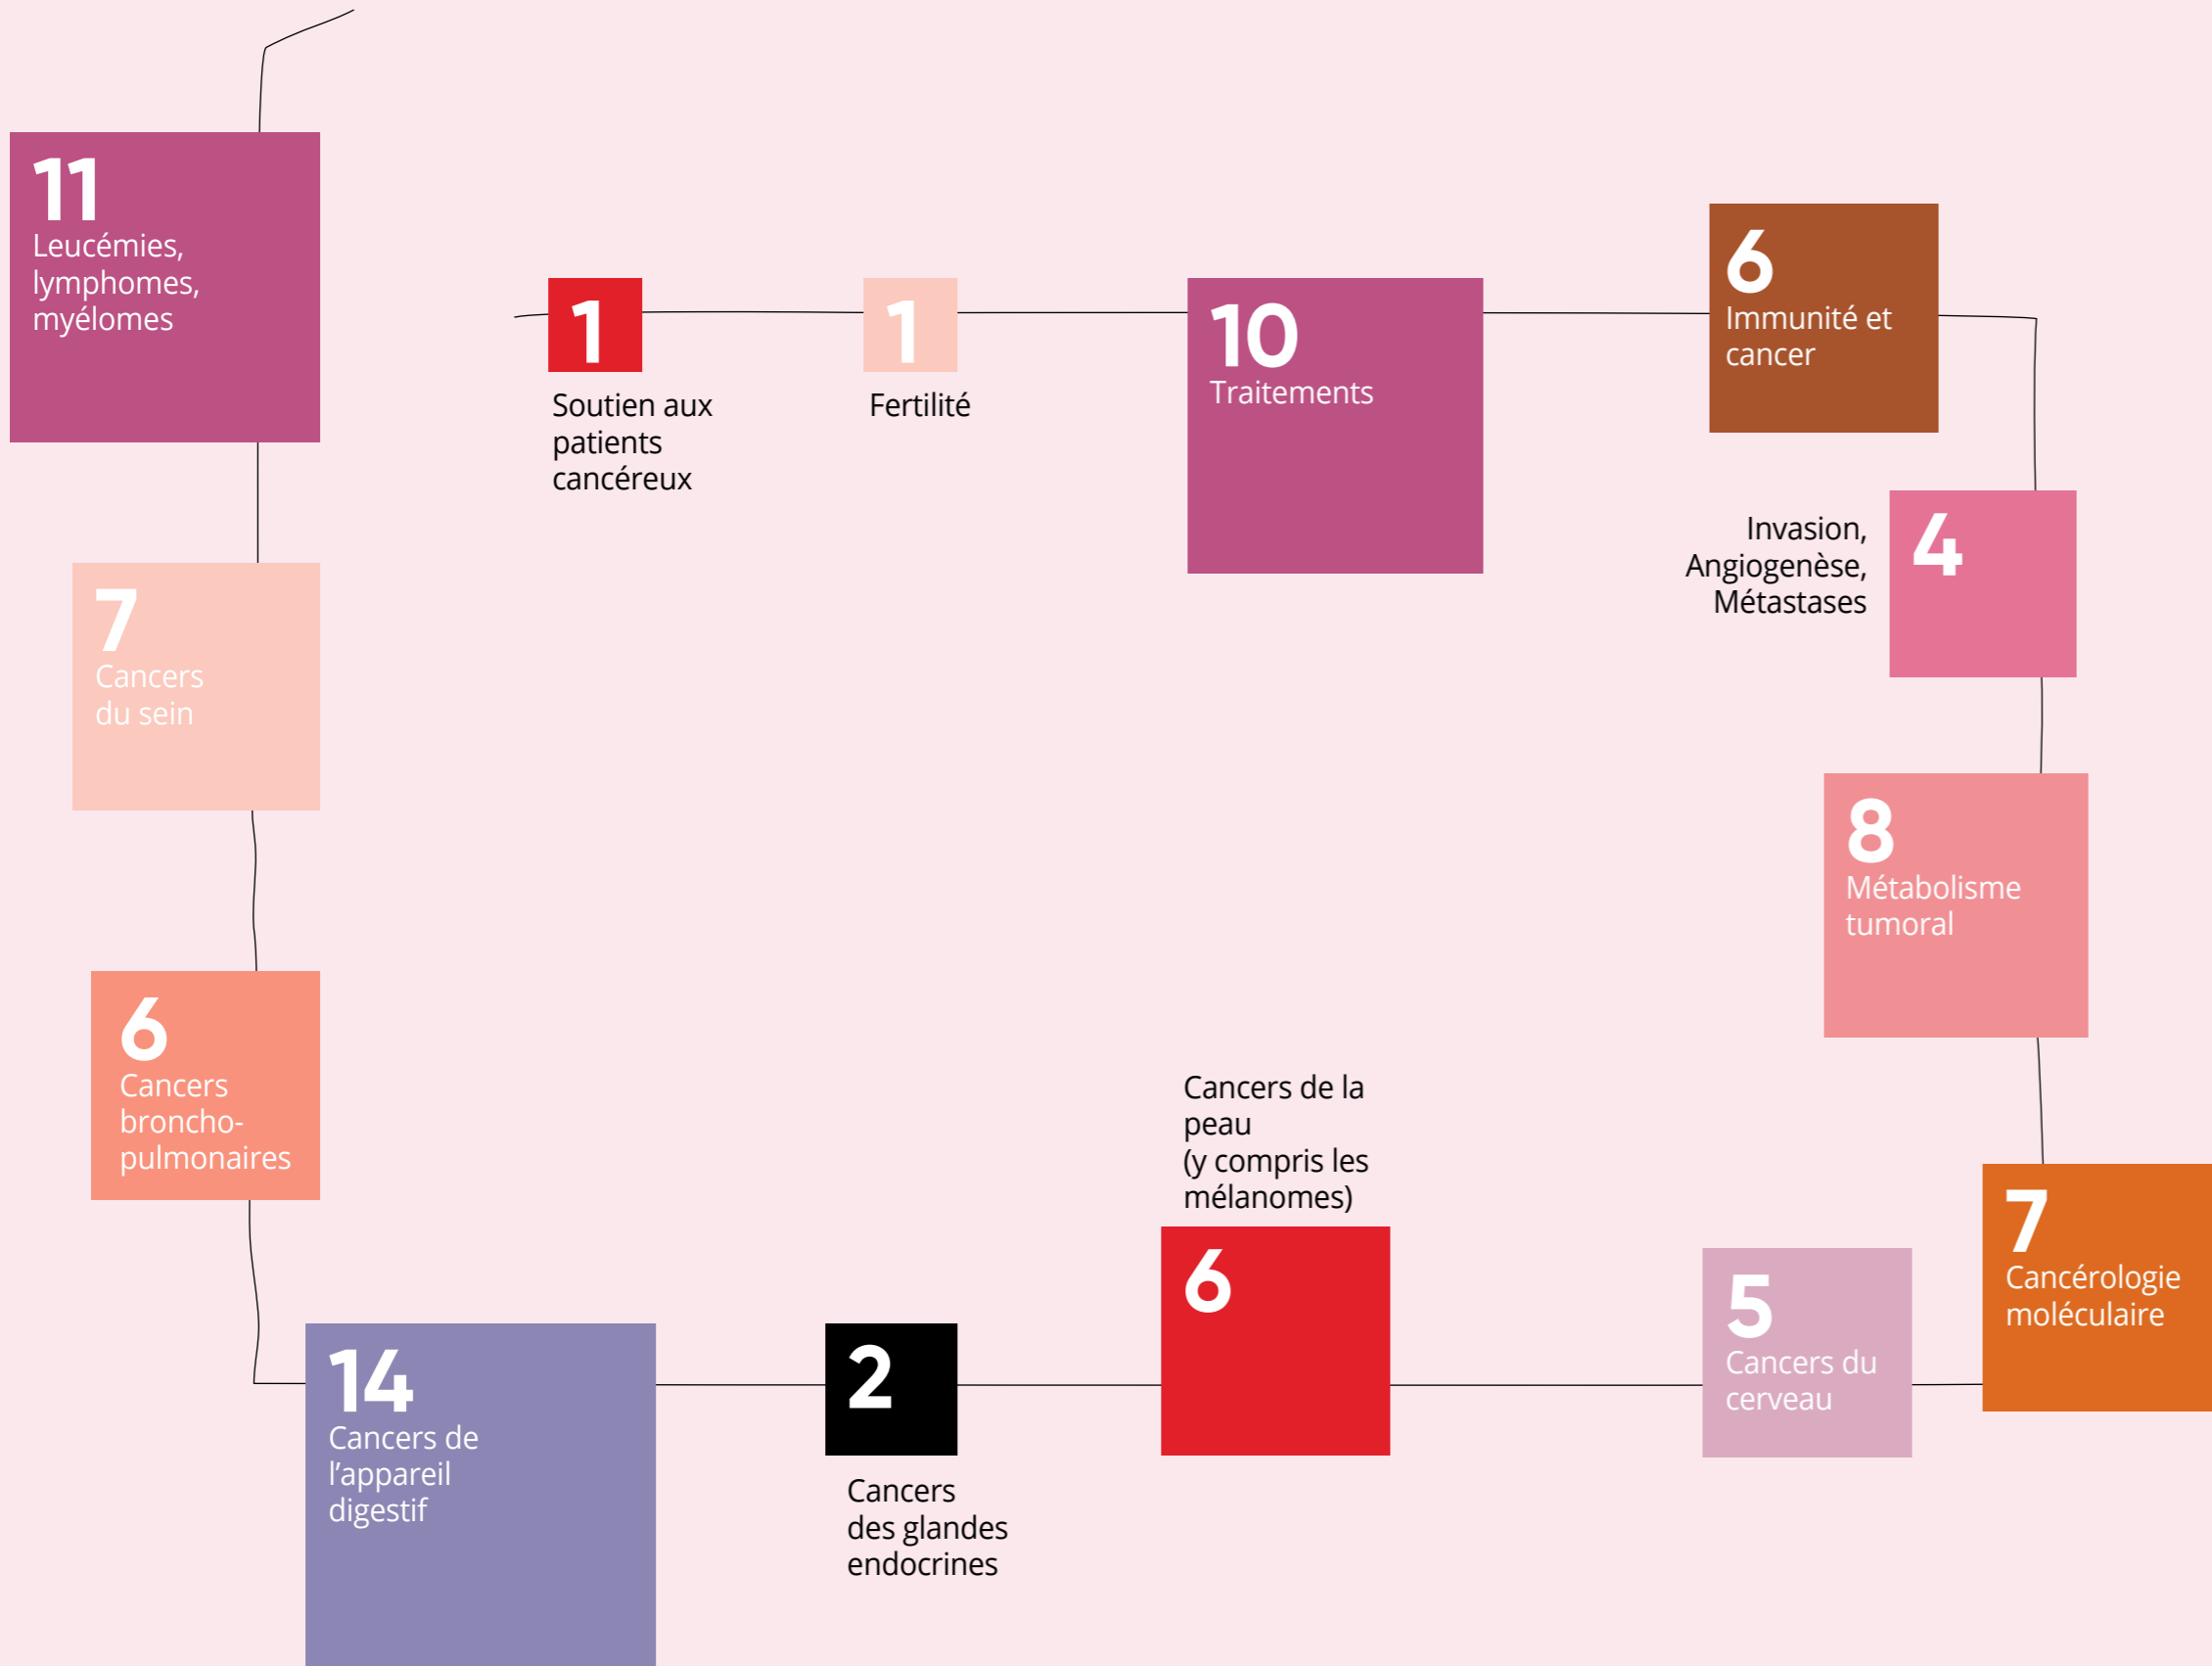 11
Leucémies,
lymphomes,
myélomes
1
Soutien aux
patients
cancéreux
1
Fertilité
10
Traitements
6
Immunité et
cancer
4
Invasion,
Angiogenèse,
Métastases
7
Cancers
du sein
8
Métabolisme
tumoral
6
Cancers
broncho-
pulmonaires
Cancers de la
peau
(y compris les
mélanomes)
6
7
Cancérologie
moléculaire
5
Cancers du
cerveau
14
Cancers de
l’appareil
digestif
2
Cancers
des glandes
endocrines